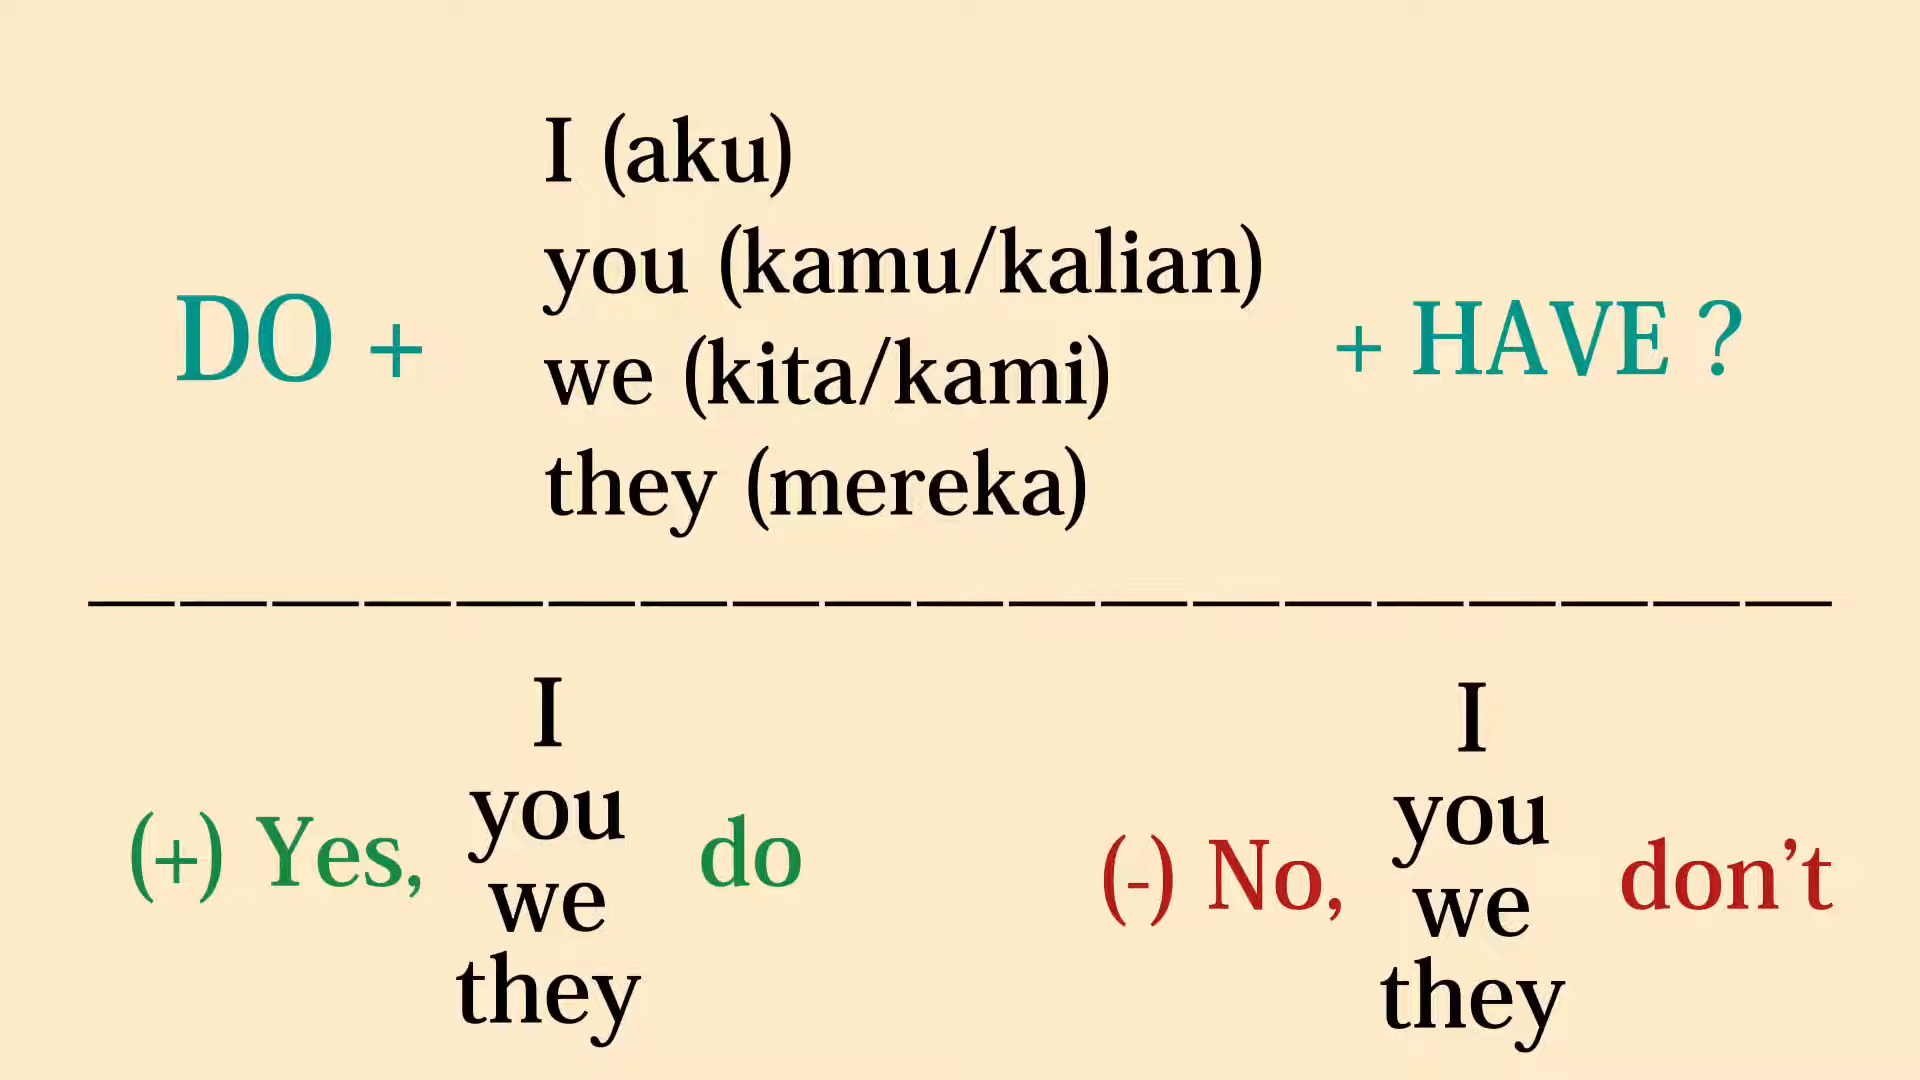 I (aku)
you (kamu/kalian)
DO + + HAVE ?
we (kita/kami)
they (mereka)
I
you
(+) Yes, do
we
they
I
you
(-) No, don't
we
they